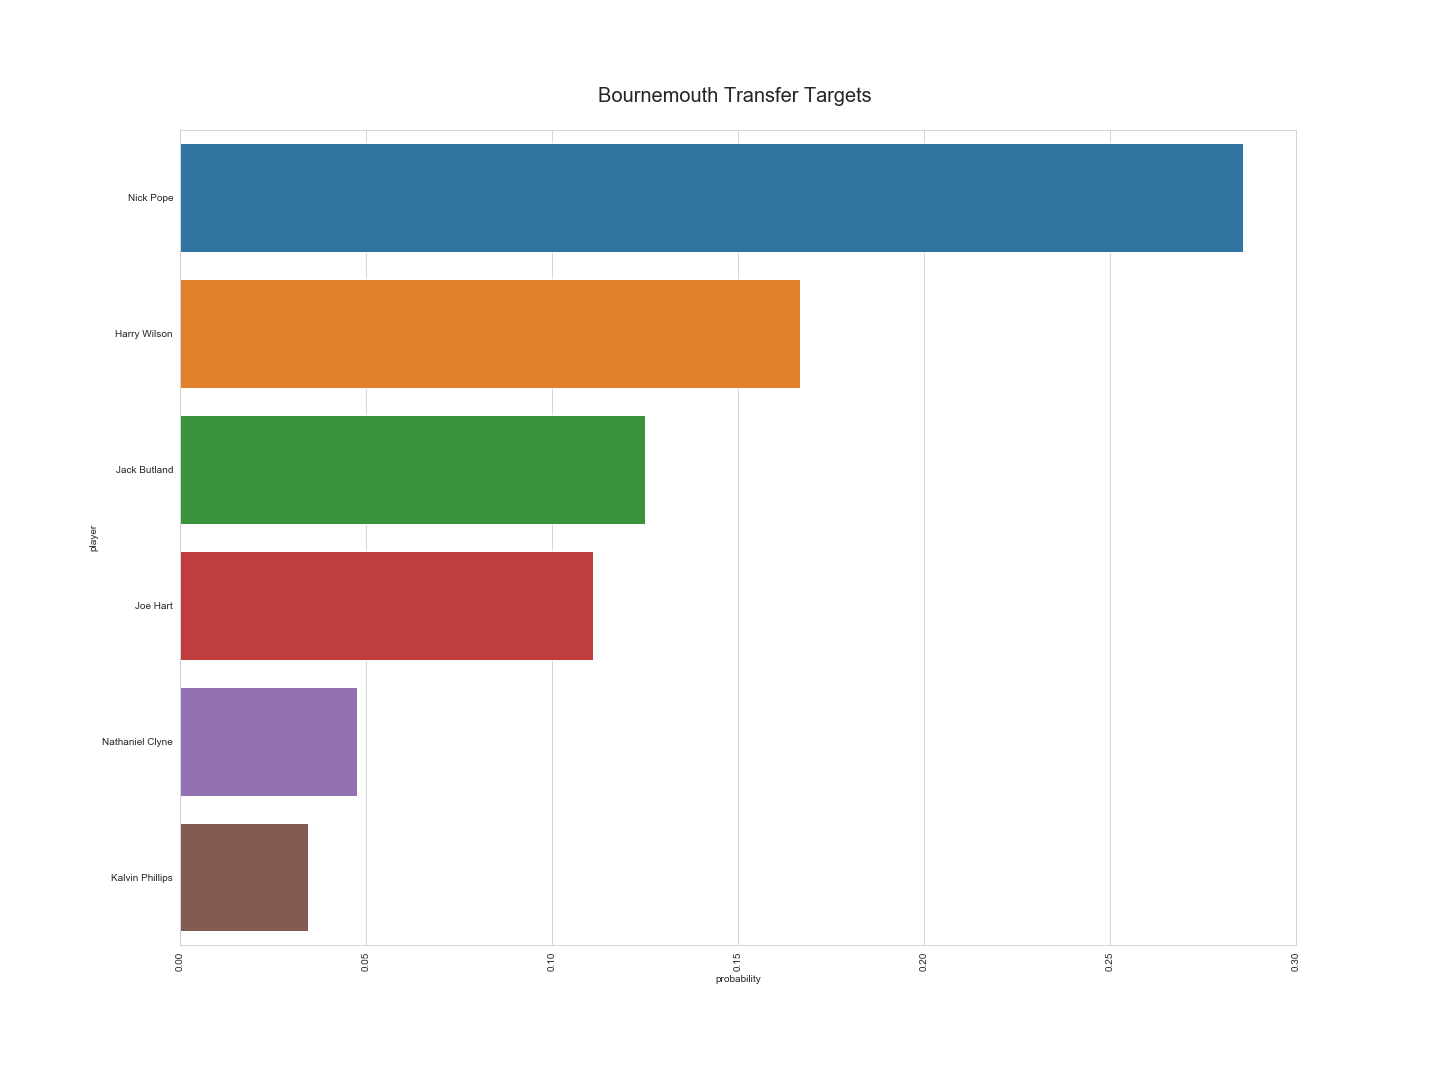 Bournemouth Transfer Targets
Nick Pope
Harry Wilson
Jack Butland
Joe Hart
Nathaniel Clyne
Kalvin Phillips
player
0.00 0.05 0.10 0.15 0.20 0.25 0.30
probability